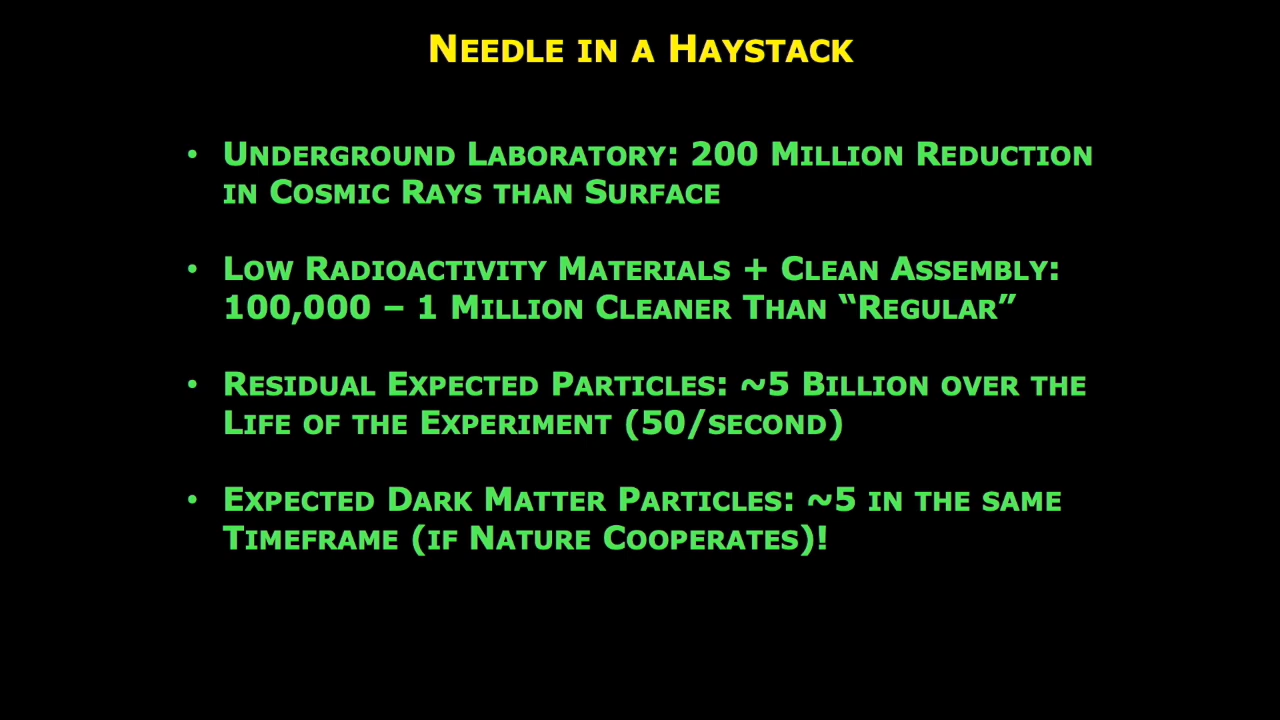 Needle in a Haystack
• Underground Laboratory: 200 Million Reduction
in Cosmic Rays than Surface
• Low Radioactivity Materials + Clean Assembly:
100,000 – 1 Million Cleaner Than “Regular”
• Residual Expected Particles: ~5 Billion over the
Life of the Experiment (50/second)
• Expected Dark Matter Particles: ~5 in the same
Timeframe (if Nature Cooperates)!